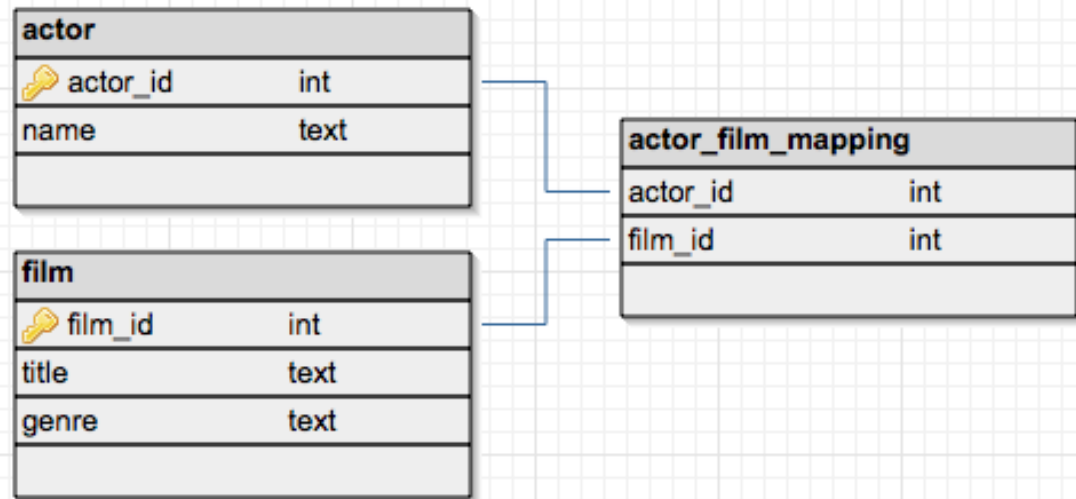 actor
actor_id int
name text
film
film_id int
title text
genre text
actor_film_mapping
actor_id int
film_id int